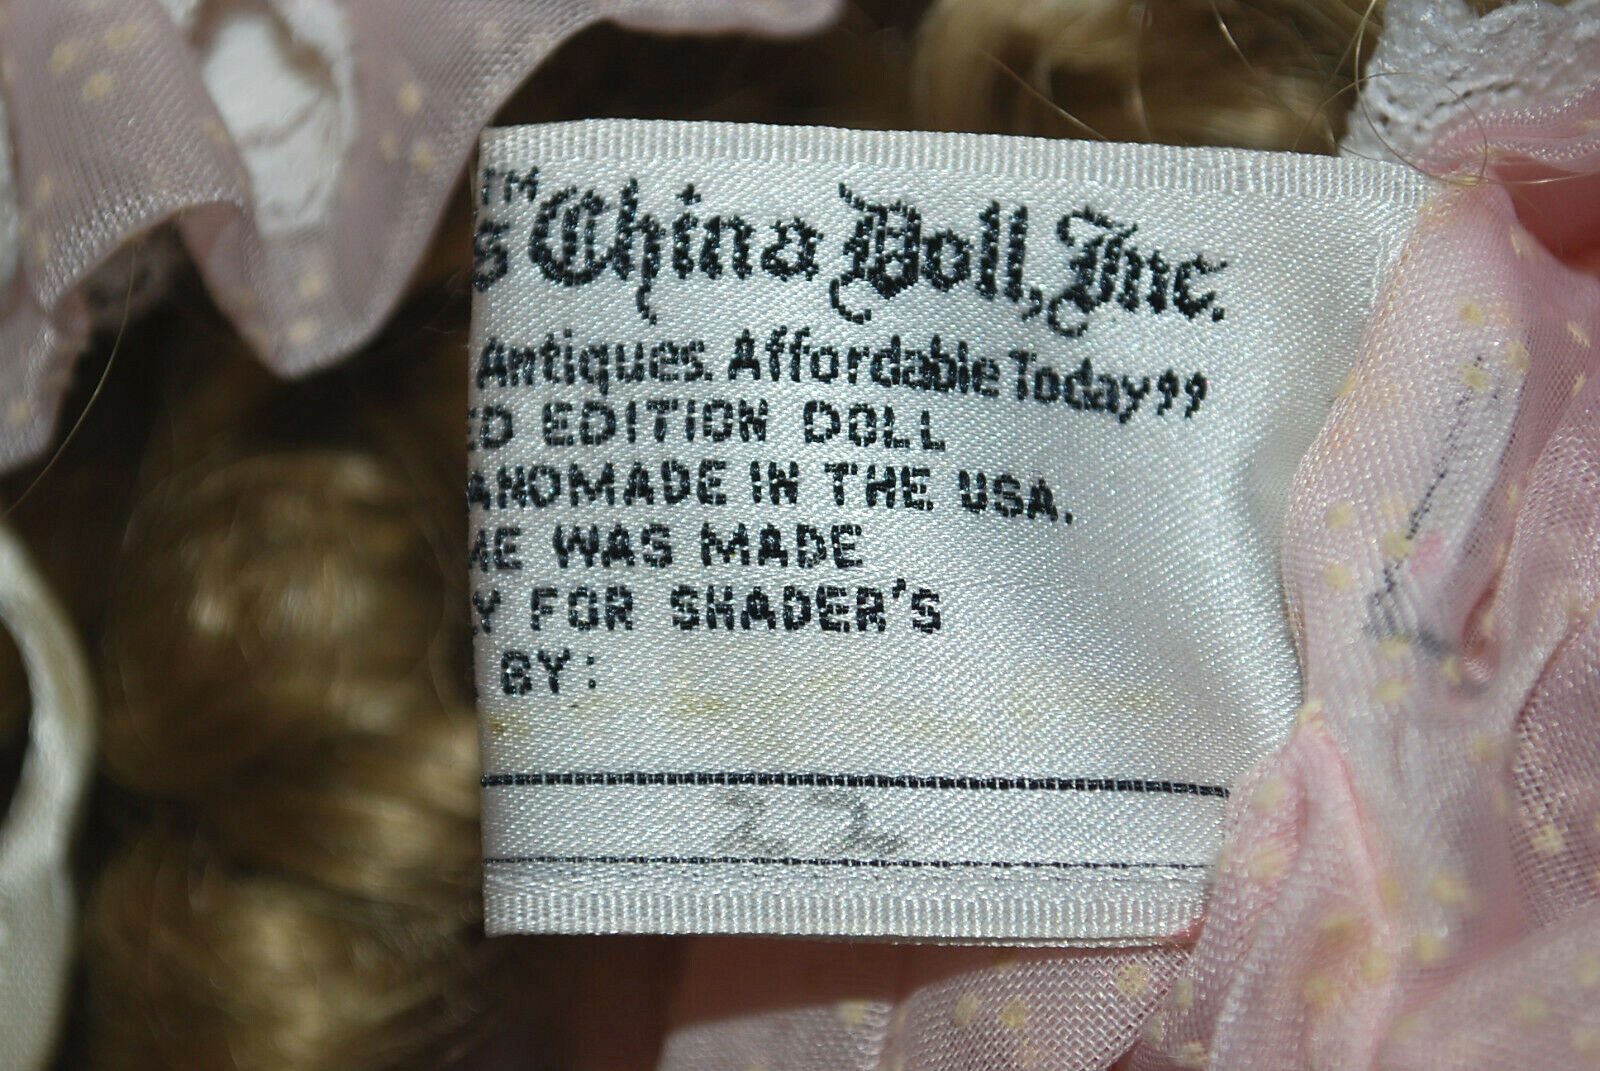 TM
s China Doll, Inc.
Antiques. Affordable Today”
ED EDITION DOLL
ANDMADE IN THE USA.
ME WAS MADE
Y FOR SHADER'S
BY:
22